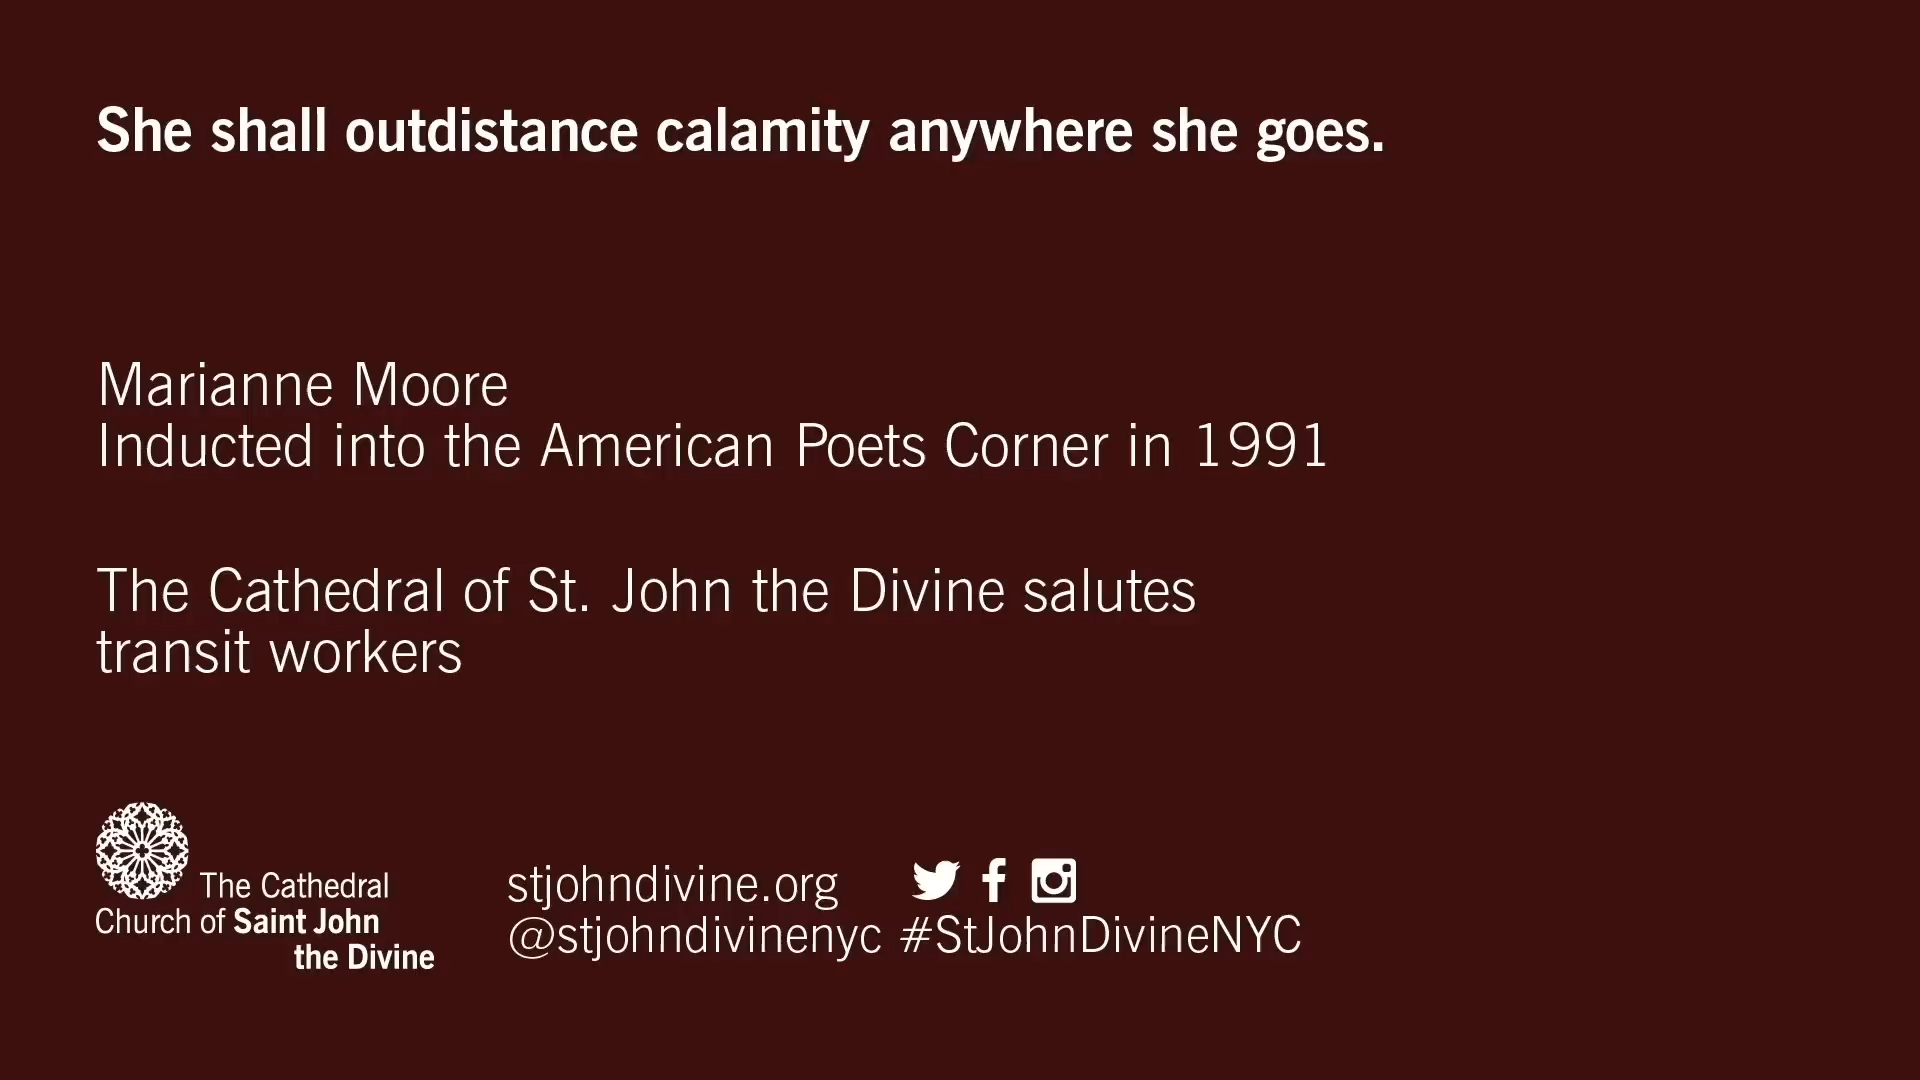 She shall outdistance calamity anywhere she goes.
Marianne Moore
Inducted into the American Poets Corner in 1991
The Cathedral of St. John the Divine salutes
transit workers
The Cathedral
Church of Saint John
the Divine
stjohndivine.org
@stjohndivinenyc #StJohnDivineNYC